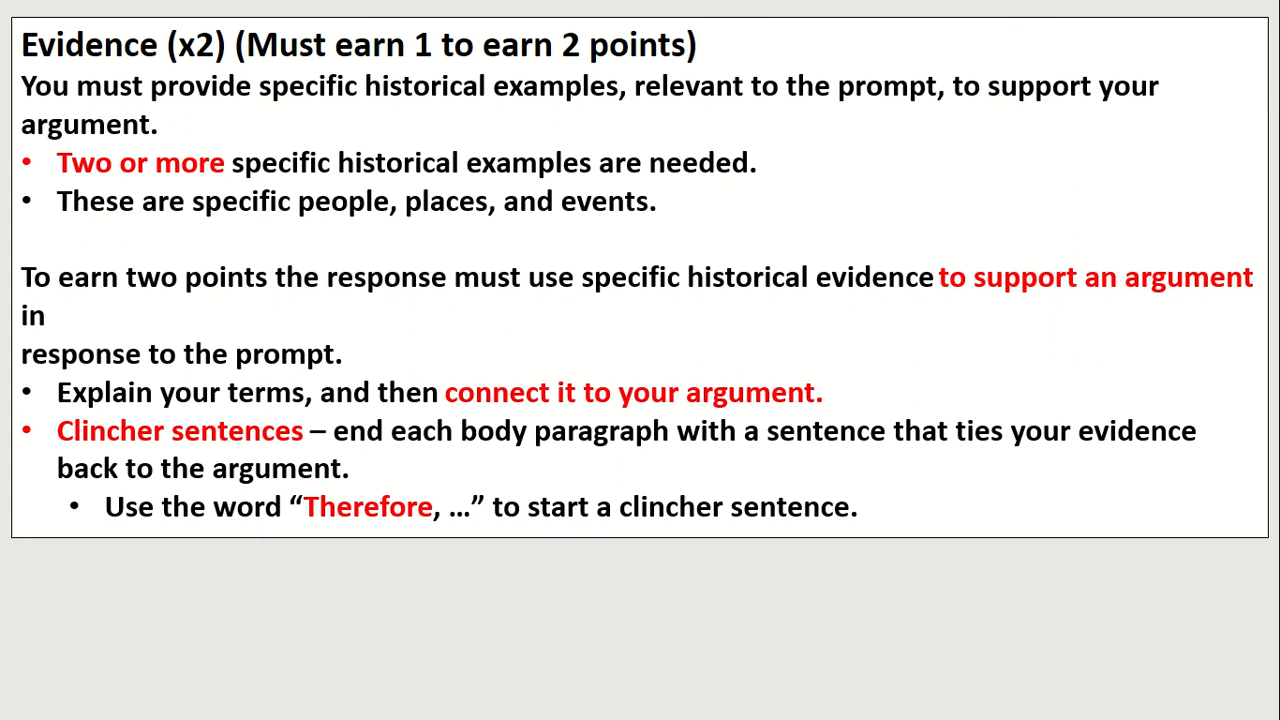 Evidence (x2) (Must earn 1 to earn 2 points)
You must provide specific historical examples, relevant to the prompt, to support your
argument.
• Two or more specific historical examples are needed.
• These are specific people, places, and events.
To earn two points the response must use specific historical evidence to support an argument
in
response to the prompt.
• Explain your terms, and then connect it to your argument.
• Clincher sentences – end each body paragraph with a sentence that ties your evidence
back to the argument.
• Use the word “Therefore, …” to start a clincher sentence.